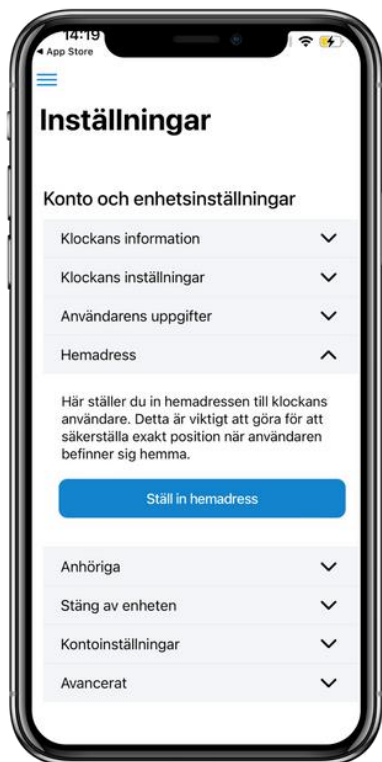 14:19
App Store
Inställningar
Konto och enhetsinställningar
Klockans information
Klockans inställningar
Användarens uppgifter
Hemadress
Här ställer du in hemadressen till klockans
användare. Detta är viktigt att göra för att
säkerställa exakt position när användaren
befinner sig hemma.
Ställ in hemadress
Anhöriga
Stäng av enheten
Kontoinställningar
Avancerat